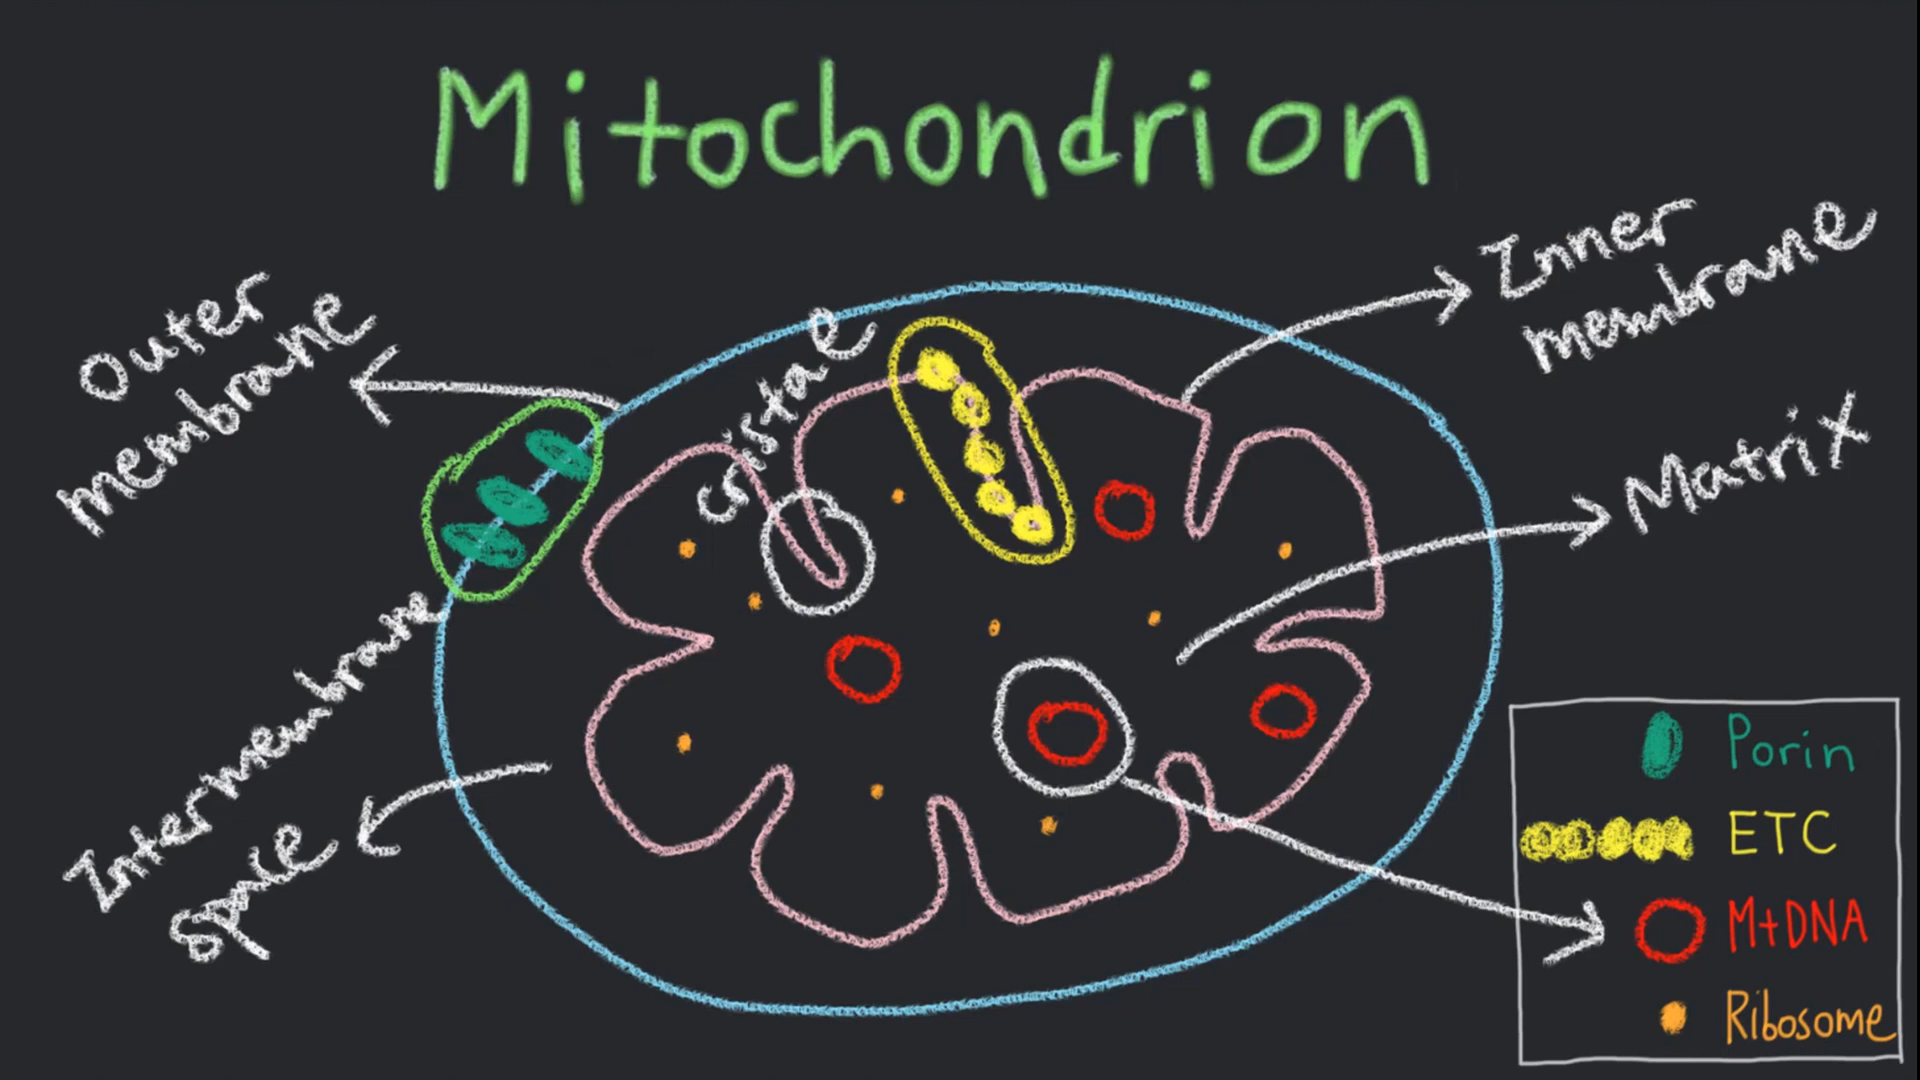 Mitochondrion
Outer
membrane
cristae
Inner
membrane
Matrix
Intermembrane
space
Porin
ETC
MtDNA
Ribosome